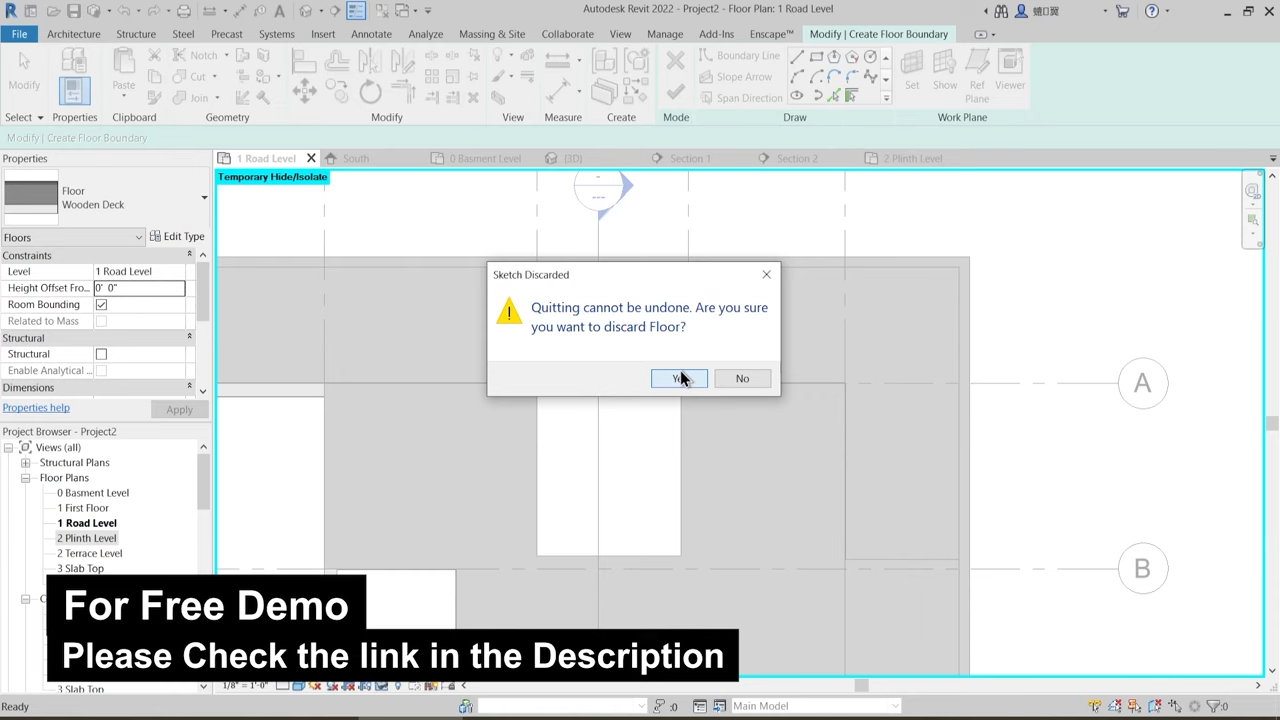 Autodesk Revit 2022 - Project2 - Floor Plan: 1 Road Level
File Architecture Structure Steel Precast Systems Insert Annotate Analyze Massing & Site Collaborate View Manage Add-Ins Enscape™ Modify | Create Floor Boundary
Modify Paste Notch Cut Join Boundary Line Slope Arrow Span Direction Set Show Ref Plane Viewer
Select Properties Clipboard Geometry Modify View Measure Create Mode Draw Work Plane
Modify | Create Floor Boundary
Properties
1 Road Level South 0 Basment Level {3D} Section 1 Section 2 2 Plinth Level
Temporary Hide/Isolate
Floor
Wooden Deck
Floors Edit Type
Constraints
Level 1 Road Level
Height Offset Fro... 0' 0"
Room Bounding
Related to Mass
Structural
Structural
Enable Analytical
Dimensions
Properties help Apply
Project Browser - Project2
Views (all)
Structural Plans
Floor Plans
0 Basment Level
1 First Floor
1 Road Level
2 Plinth Level
2 Terrace Level
3 Slab Top
Slab Top
Sketch Discarded
Quitting cannot be undone. Are you sure
you want to discard Floor?
No
A
B
For Free Demo
Please Check the link in the Description
1/8" = 1'-0"
Ready :0 Main Model :0